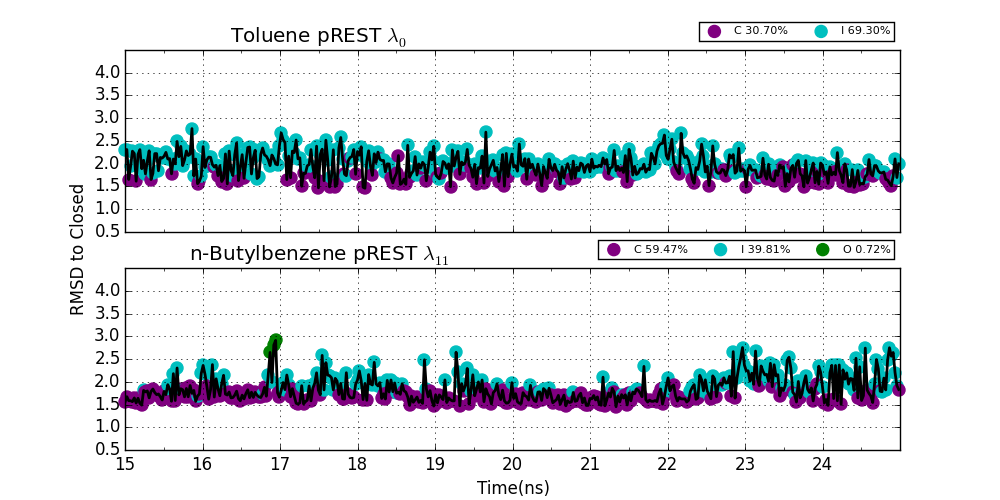 Toluene pREST λ0
C 30.70% I 69.30%
4.0
3.5
3.0
2.5
2.0
1.5
1.0
0.5
RMSD to Closed
n-Butylbenzene pREST λ11
C 59.47% I 39.81% O 0.72%
4.0
3.5
3.0
2.5
2.0
1.5
1.0
0.5
15 16 17 18 19 20 21 22 23 24
Time(ns)